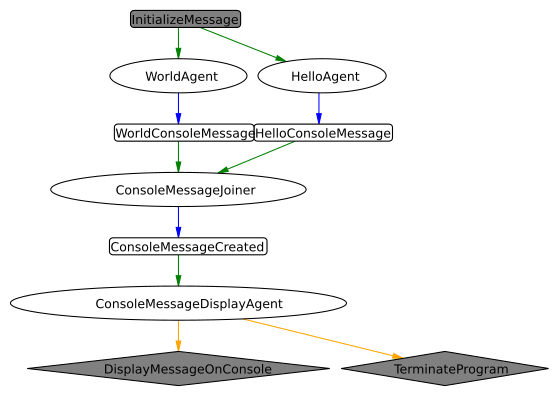 InitializeMessage
WorldAgent
HelloAgent
WorldConsoleMessage
HelloConsoleMessage
ConsoleMessageJoiner
ConsoleMessageCreated
ConsoleMessageDisplayAgent
DisplayMessageOnConsole
TerminateProgram